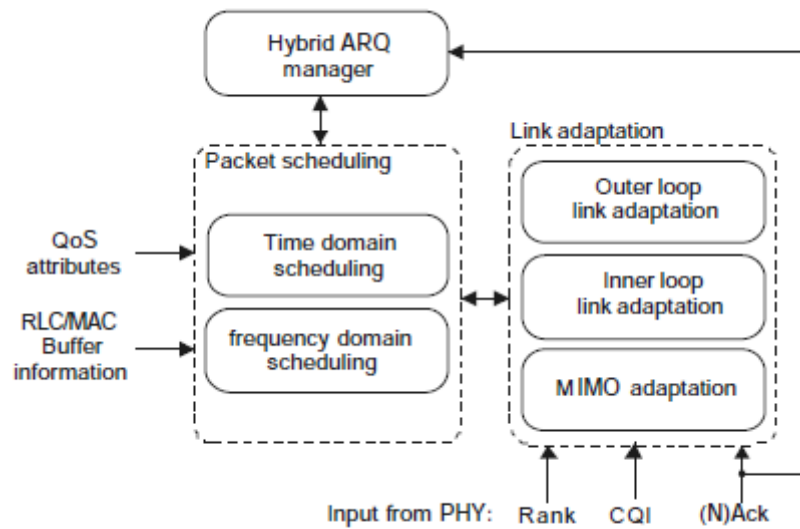 Hybrid ARQ
manager
Packet scheduling
Link adaptation
Time domain
scheduling
frequency domain
scheduling
Outer loop
link adaptation
Inner loop
link adaptation
MIMO adaptation
QoS
attributes
RLC/MAC
Buffer
information
Input from PHY: Rank CQI (N)Ack